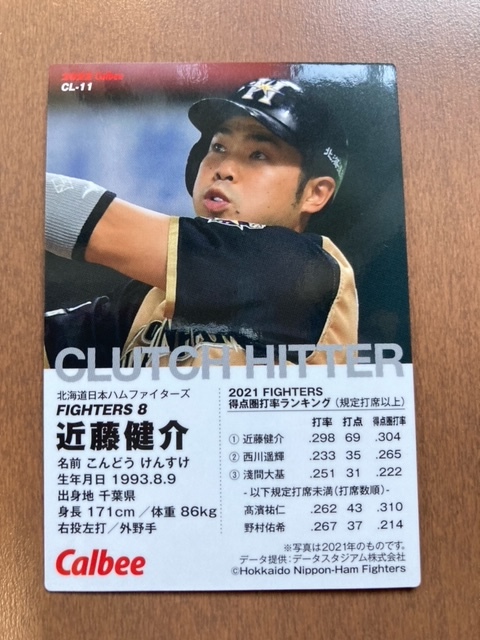 Calbee
CL-11
H
北海道
CLUTCH HITTER
北海道日本ハムファイターズ
FIGHTERS 8
近藤健介
名前 こんどう けんすけ
生年月日 1993.8.9
出身地 千葉県
身長 171cm／体重 86kg
右投左打／外野手
Calbee
2021 FIGHTERS
得点圏打率ランキング（規定打席以上）
打率 打点 得点圏打率
① 近藤健介 .298 69 .304
② 西川遥輝 .233 35 .265
③ 淺間大基 .251 31 .222
-以下規定打席未満（打席数順）-
髙濱祐仁 .262 43 .310
野村佑希 .267 37 .214
※写真は2021年のものです。
データ提供：データスタジアム株式会社
©Hokkaido Nippon-Ham Fighters